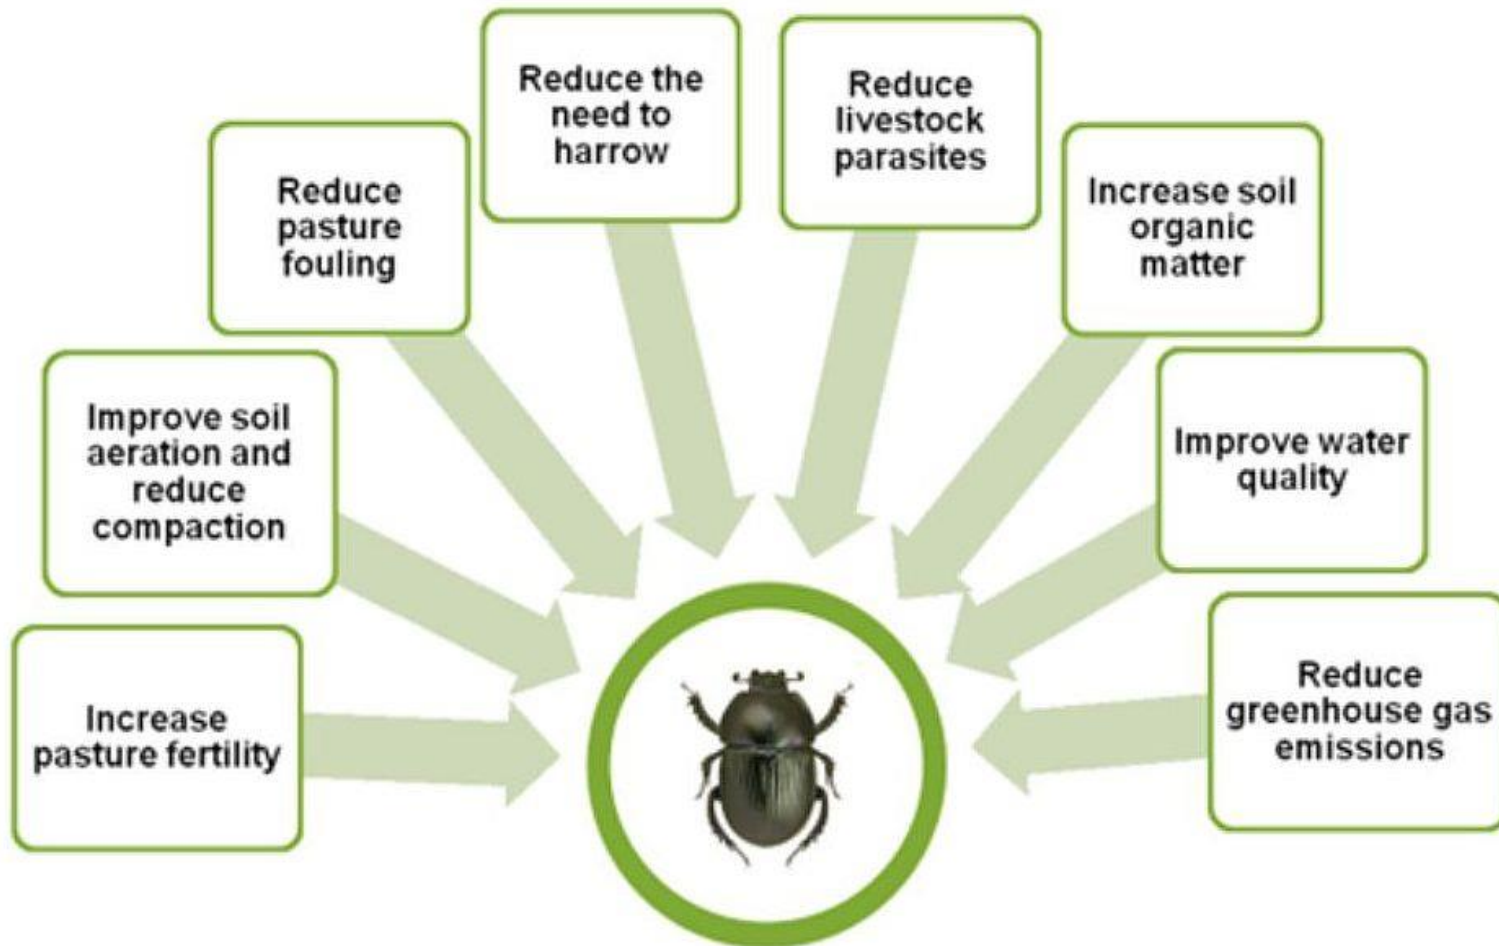 Reduce the
need to
harrow
Reduce
livestock
parasites
Reduce
pasture
fouling
Increase soil
organic
matter
Improve soil
aeration and
reduce
compaction
Improve water
quality
Increase
pasture fertility
Reduce
greenhouse gas
emissions